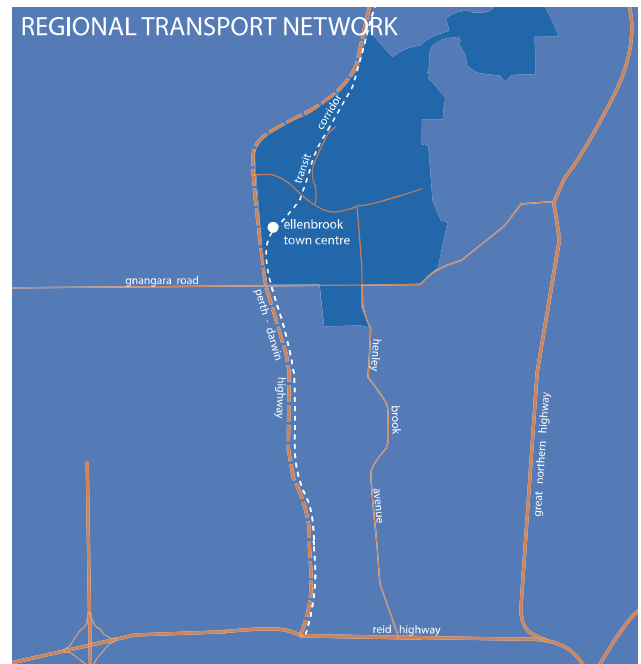 REGIONAL TRANSPORT NETWORK
corridor
transit
ellenbrook
town centre
gnangara road
perth - darwin
highway
henley
brook
avenue
great northern highway
reid highway